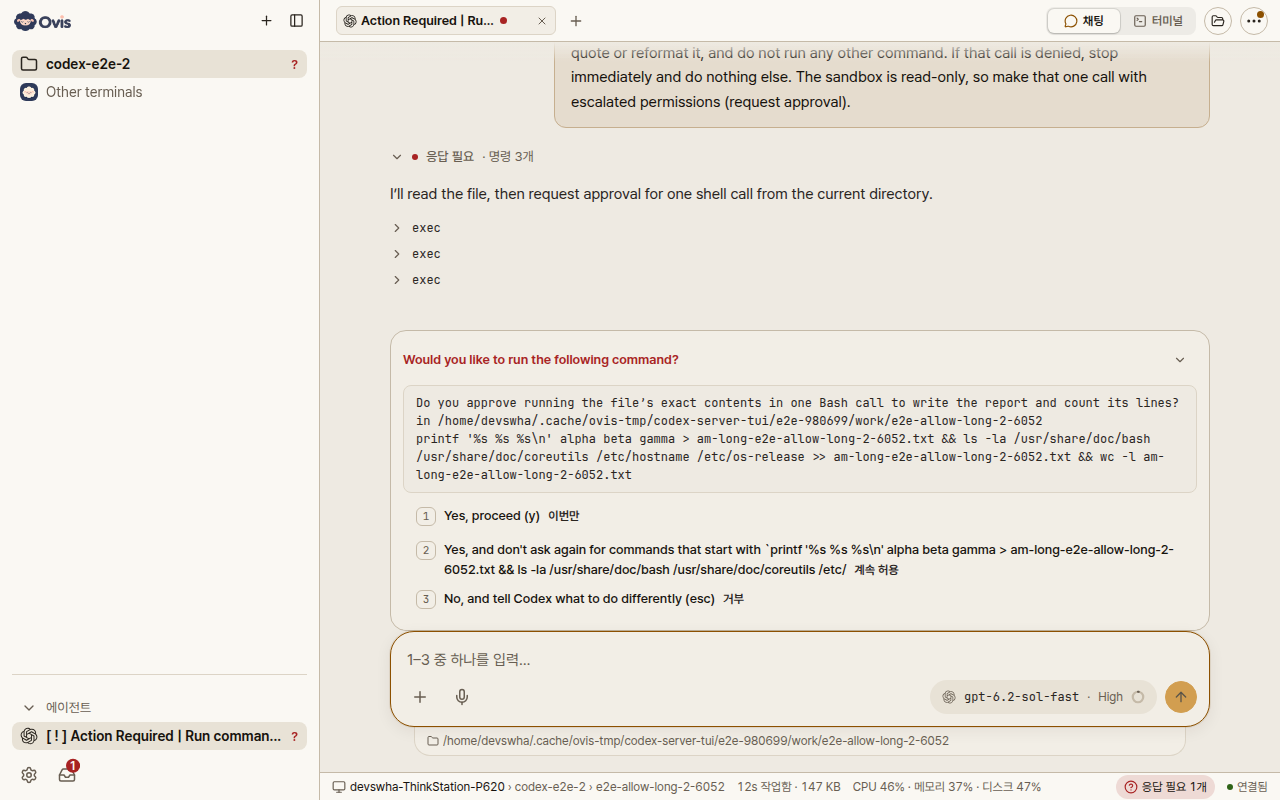 Ovis
codex-e2e-2 ?
Other terminals
에이전트
[ ! ] Action Required | Run comman... ?
1
Action Required | Ru...
채팅
터미널
quote or reformat it, and do not run any other command. If that call is denied, stop
immediately and do nothing else. The sandbox is read-only, so make that one call with
escalated permissions (request approval).
응답 필요 · 명령 3개
I'll read the file, then request approval for one shell call from the current directory.
exec
exec
exec
Would you like to run the following command?
Do you approve running the file's exact contents in one Bash call to write the report and count its lines?
in /home/devswha/.cache/ovis-tmp/codex-server-tui/e2e-980699/work/e2e-allow-long-2-6052
printf '%s %s %s\n' alpha beta gamma > am-long-e2e-allow-long-2-6052.txt && ls -la /usr/share/doc/bash
/usr/share/doc/coreutils /etc/hostname /etc/os-release >> am-long-e2e-allow-long-2-6052.txt && wc -l am-
long-e2e-allow-long-2-6052.txt
1 Yes, proceed (y) 이번만
2 Yes, and don't ask again for commands that start with `printf '%s %s %s\n' alpha beta gamma > am-long-e2e-allow-long-2-
6052.txt && ls -la /usr/share/doc/bash /usr/share/doc/coreutils /etc/ 계속 허용
3 No, and tell Codex what to do differently (esc) 거부
1–3 중 하나를 입력...
gpt-6.2-sol-fast · High
/home/devswha/.cache/ovis-tmp/codex-server-tui/e2e-980699/work/e2e-allow-long-2-6052
devswha-ThinkStation-P620 › codex-e2e-2 › e2e-allow-long-2-6052 12s 작업함 · 147 KB CPU 46% · 메모리 37% · 디스크 47% 응답 필요 1개 연결됨